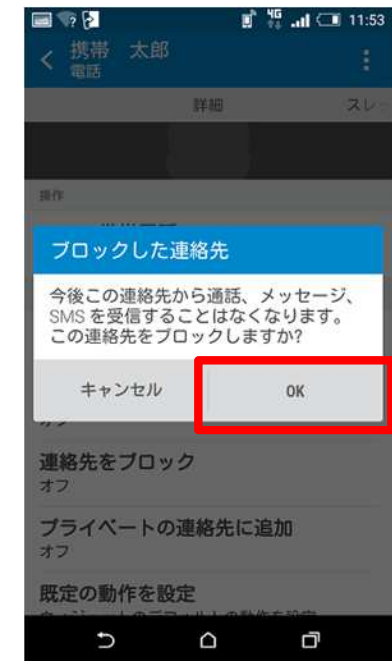 4G 11:53
携帯 太郎
電話
詳細 スレ
操作
ブロックした連絡先
今後この連絡先から通話、メッセージ、
SMS を受信することはなくなります。
この連絡先をブロックしますか?
キャンセル OK
連絡先をブロック
オフ
プライベートの連絡先に追加
オフ
既定の動作を設定